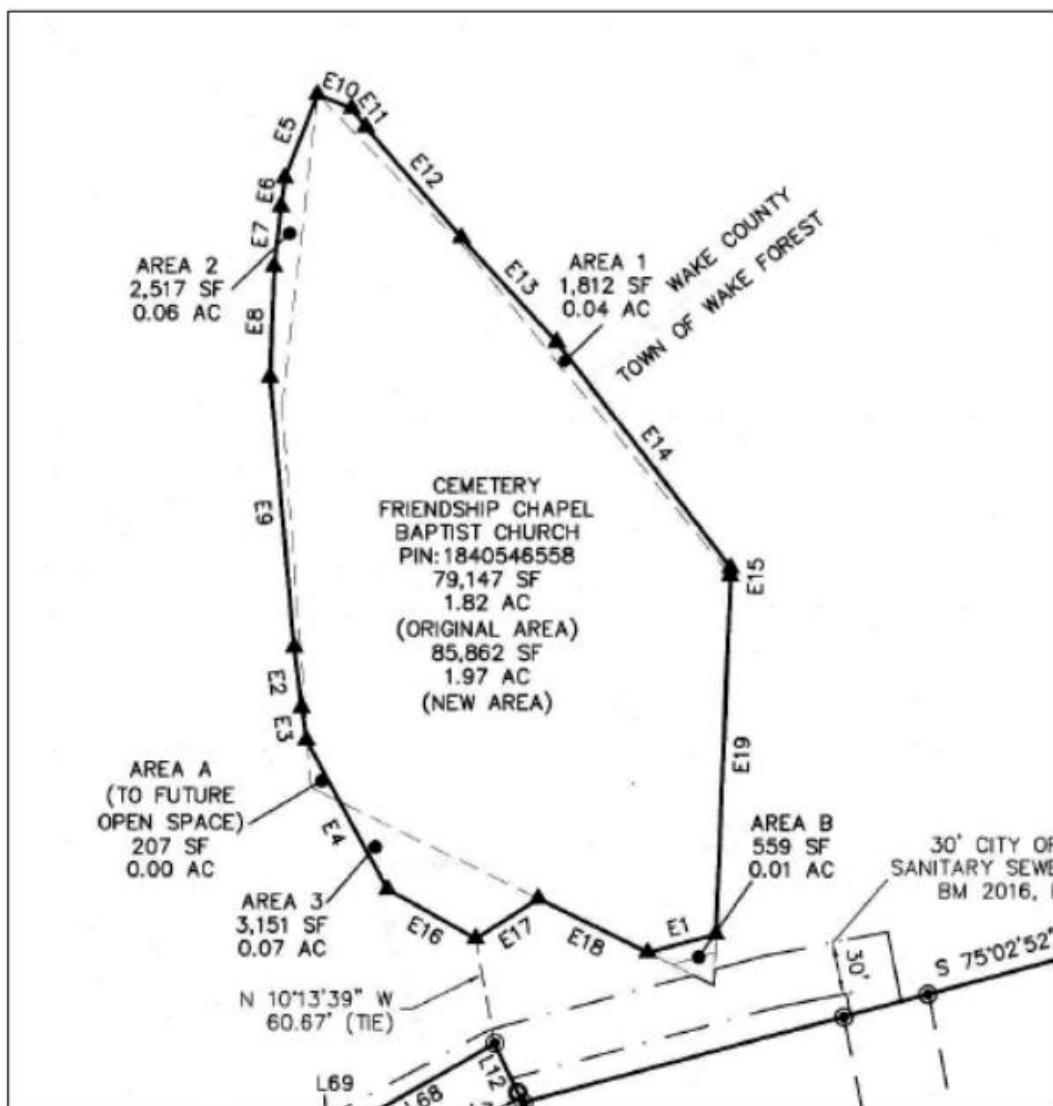 E10
E11
E5
E12
E6
E7
AREA 2
2,517 SF
0.06 AC
E8
E13
AREA 1
1,812 SF
0.04 AC
WAKE COUNTY
TOWN OF WAKE FOREST
E14
E9
CEMETERY
FRIENDSHIP CHAPEL
BAPTIST CHURCH
PIN:1840546558
79,147 SF
1.82 AC
(ORIGINAL AREA)
85,862 SF
1.97 AC
(NEW AREA)
E15
E2
E3
E19
AREA A
(TO FUTURE
OPEN SPACE)
207 SF
0.00 AC
E4
AREA B
559 SF
0.01 AC
30' CITY OF
SANITARY SEWE
BM 2016,
AREA 3
3,151 SF
0.07 AC
E16
E17
E18
E1
30'
S 75°02'52"
N 10°13'39" W
60.67' (TIE)
L12
L69
L68